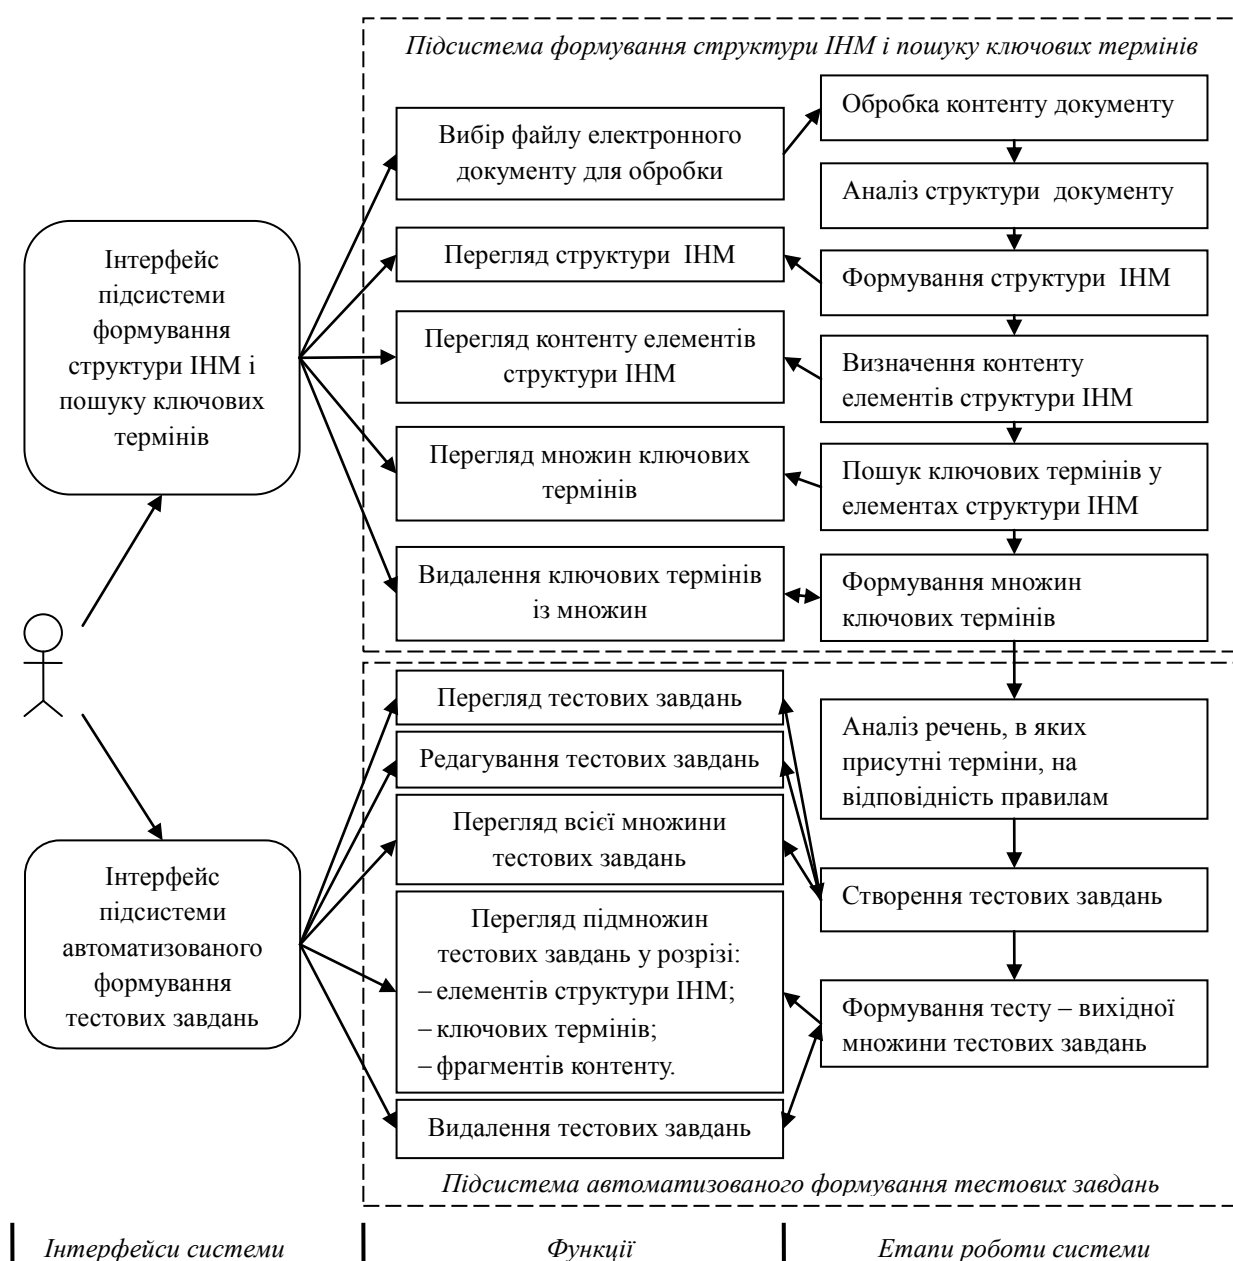 Підсистема формування структури ІНМ і пошуку ключових термінів
Вибір файлу електронного
документу для обробки
Обробка контенту документу
Аналіз структури документу
Перегляд структури ІНМ
Формування структури ІНМ
Інтерфейс
підсистеми
формування
структури ІНМ і
пошуку ключових
термінів
Перегляд контенту елементів
структури ІНМ
Визначення контенту
елементів структури ІНМ
Перегляд множин ключових
термінів
Пошук ключових термінів у
елементах структури ІНМ
Видалення ключових термінів
із множин
Формування множин
ключових термінів
Перегляд тестових завдань
Редагування тестових завдань
Аналіз речень, в яких
присутні терміни, на
відповідність правилам
Перегляд всієї множини
тестових завдань
Інтерфейс
підсистеми
автоматизованого
формування
тестових завдань
Створення тестових завдань
Перегляд підмножин
тестових завдань у розрізі:
– елементів структури ІНМ;
– ключових термінів;
– фрагментів контенту.
Формування тесту – вихідної
множини тестових завдань
Видалення тестових завдань
Підсистема автоматизованого формування тестових завдань
Інтерфейси системи
Функції
Етапи роботи системи